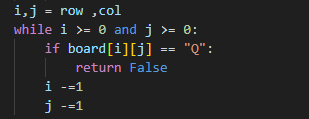 i,j = row ,col
while i >= 0 and j >= 0:
    if board[i][j] == "Q":
        return False
    i -=1
    j -=1